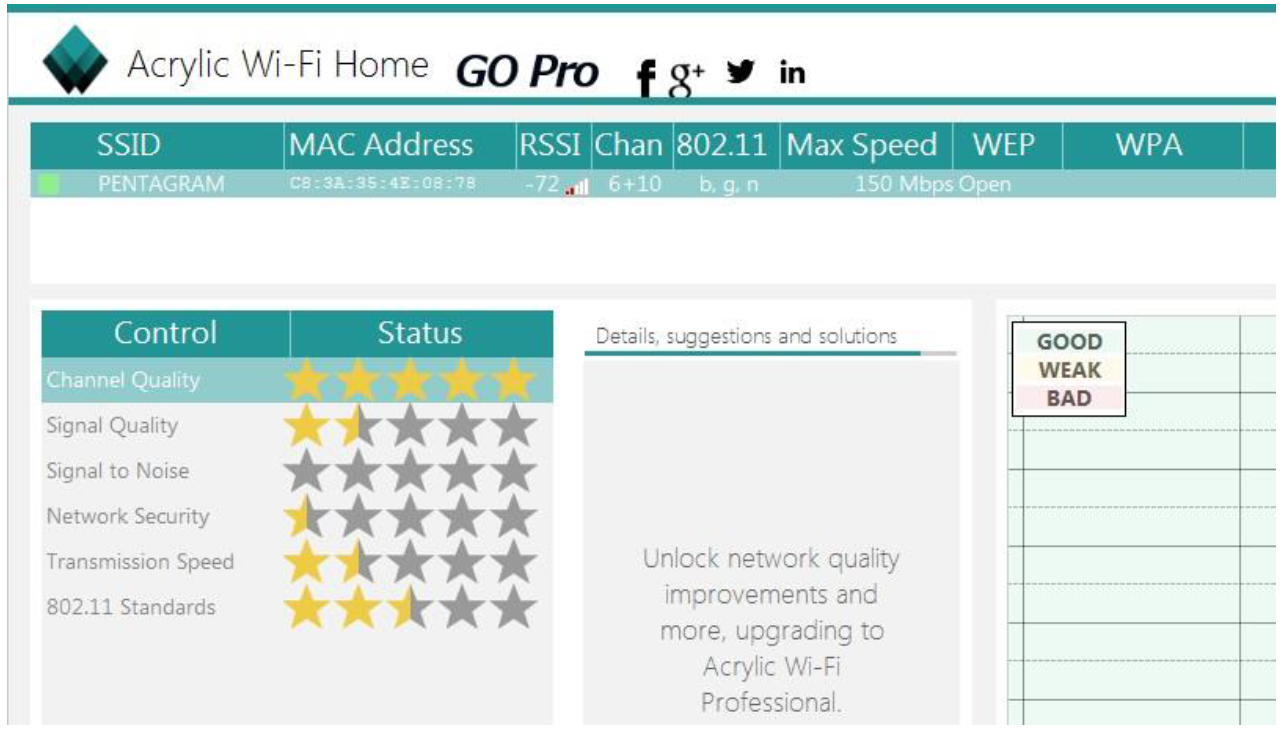 Acrylic Wi-Fi Home GO Pro f g+ in
SSID MAC Address RSSI Chan 802.11 Max Speed WEP WPA
PENTAGRAM C8:3A:35:4E:08:78 -72 6+10 b, g, n 150 Mbps Open
Control Status
Details, suggestions and solutions
Channel Quality
Signal Quality
Signal to Noise
Network Security
Transmission Speed
802.11 Standards
Unlock network quality
improvements and
more, upgrading to
Acrylic Wi-Fi
Professional.
GOOD
WEAK
BAD